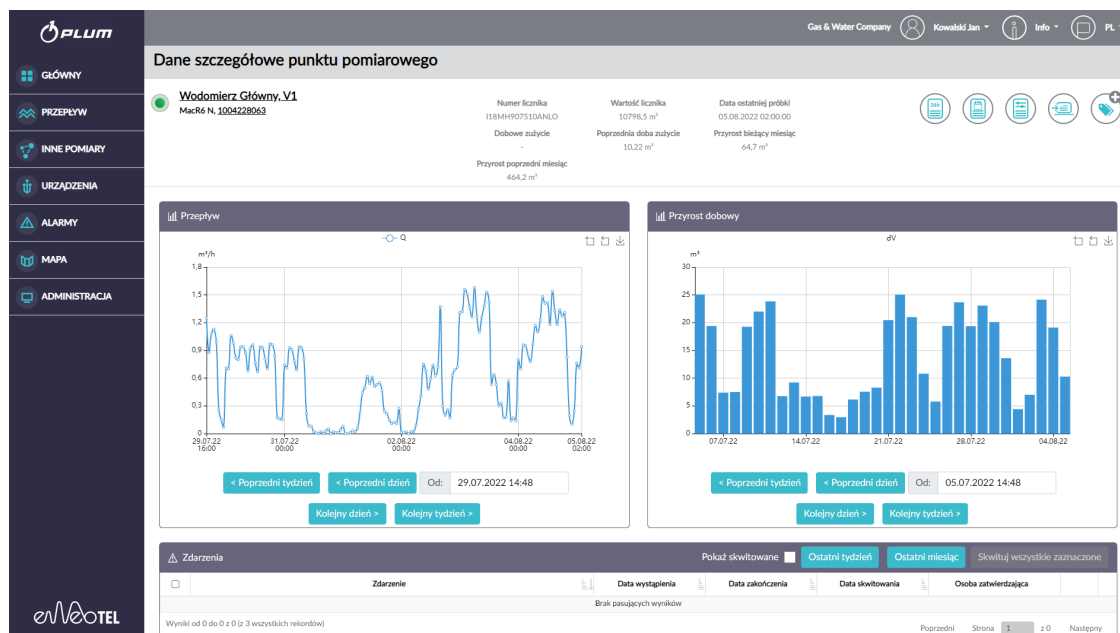 PLUM
Gas & Water Company
Kowalski Jan
Info
PL
Dane szczegółowe punktu pomiarowego
GŁÓWNY
PRZEPŁYW
INNE POMIARY
URZĄDZENIA
ALARMY
MAPA
ADMINISTRACJA
Wodomierz Główny, V1
MacR6 N, 1004228063
Numer licznika
I18MH907510ANLO
Wartość licznika
10798,5 m³
Data ostatniej próbki
05.08.2022 02:00:00
Dobowe zużycie
-
Poprzednia doba zużycie
10,22 m³
Przyrost bieżący miesiąc
64,7 m³
Przyrost poprzedni miesiąc
464,2 m³
24h
Przepływ
Q
m³/h
1,8
1,5
1,2
0,9
0,6
0,3
0
29.07.22 16:00
31.07.22 00:00
02.08.22 00:00
04.08.22 00:00
05.08.22 02:00
< Poprzedni tydzień
< Poprzedni dzień
Od: 29.07.2022 14:48
Kolejny dzień >
Kolejny tydzień >
Przyrost dobowy
dV
m³
30
25
20
15
10
5
0
07.07.22
14.07.22
21.07.22
28.07.22
04.08.22
< Poprzedni tydzień
< Poprzedni dzień
Od: 05.07.2022 14:48
Kolejny dzień >
Kolejny tydzień >
Zdarzenia
Pokaż skwitowane
Ostatni tydzień
Ostatni miesiąc
Skwituj wszystkie zaznaczone
Zdarzenie
Data wystąpienia
Data zakończenia
Data skwitowania
Osoba zatwierdzająca
Brak pasujących wyników
Wyniki od 0 do 0 z 0 (z 3 wszystkich rekordów)
Poprzedni
Strona 1 z 0
Następny